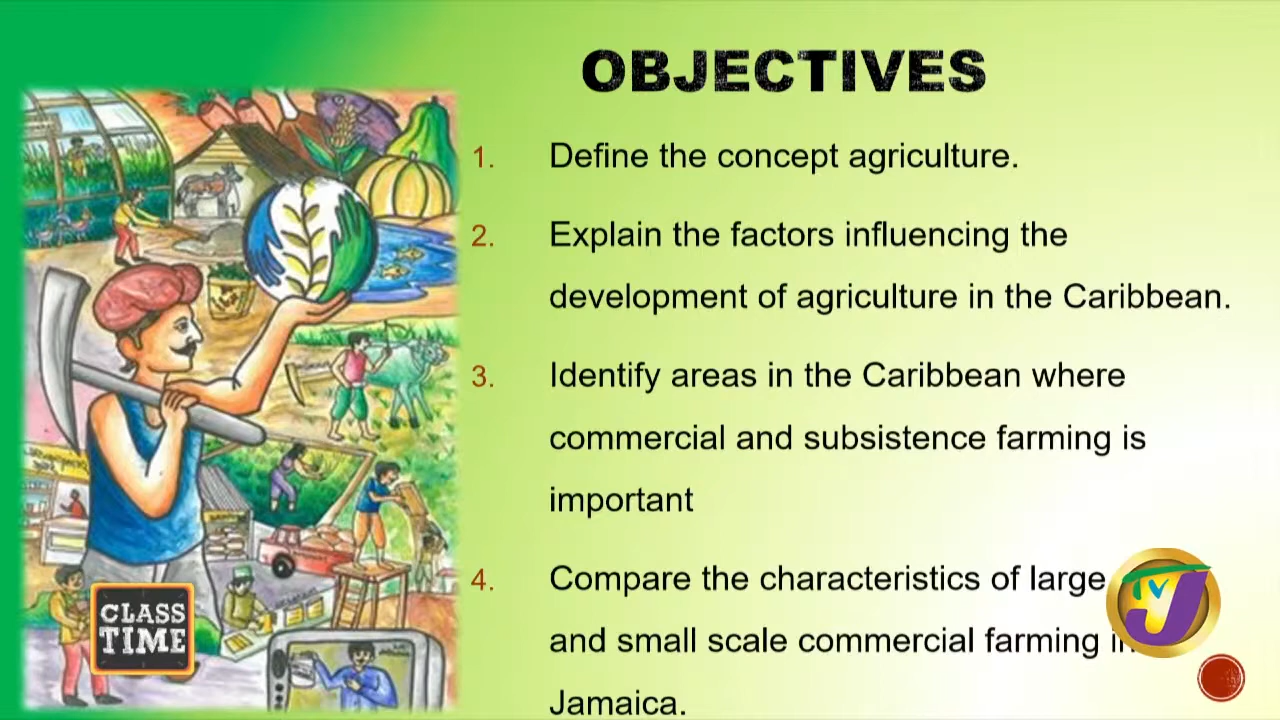 OBJECTIVES
1. Define the concept agriculture.
2. Explain the factors influencing the
development of agriculture in the Caribbean.
3. Identify areas in the Caribbean where
commercial and subsistence farming is
important
4. Compare the characteristics of large
and small scale commercial farming in
Jamaica.
CLASS
TIME
TVJ